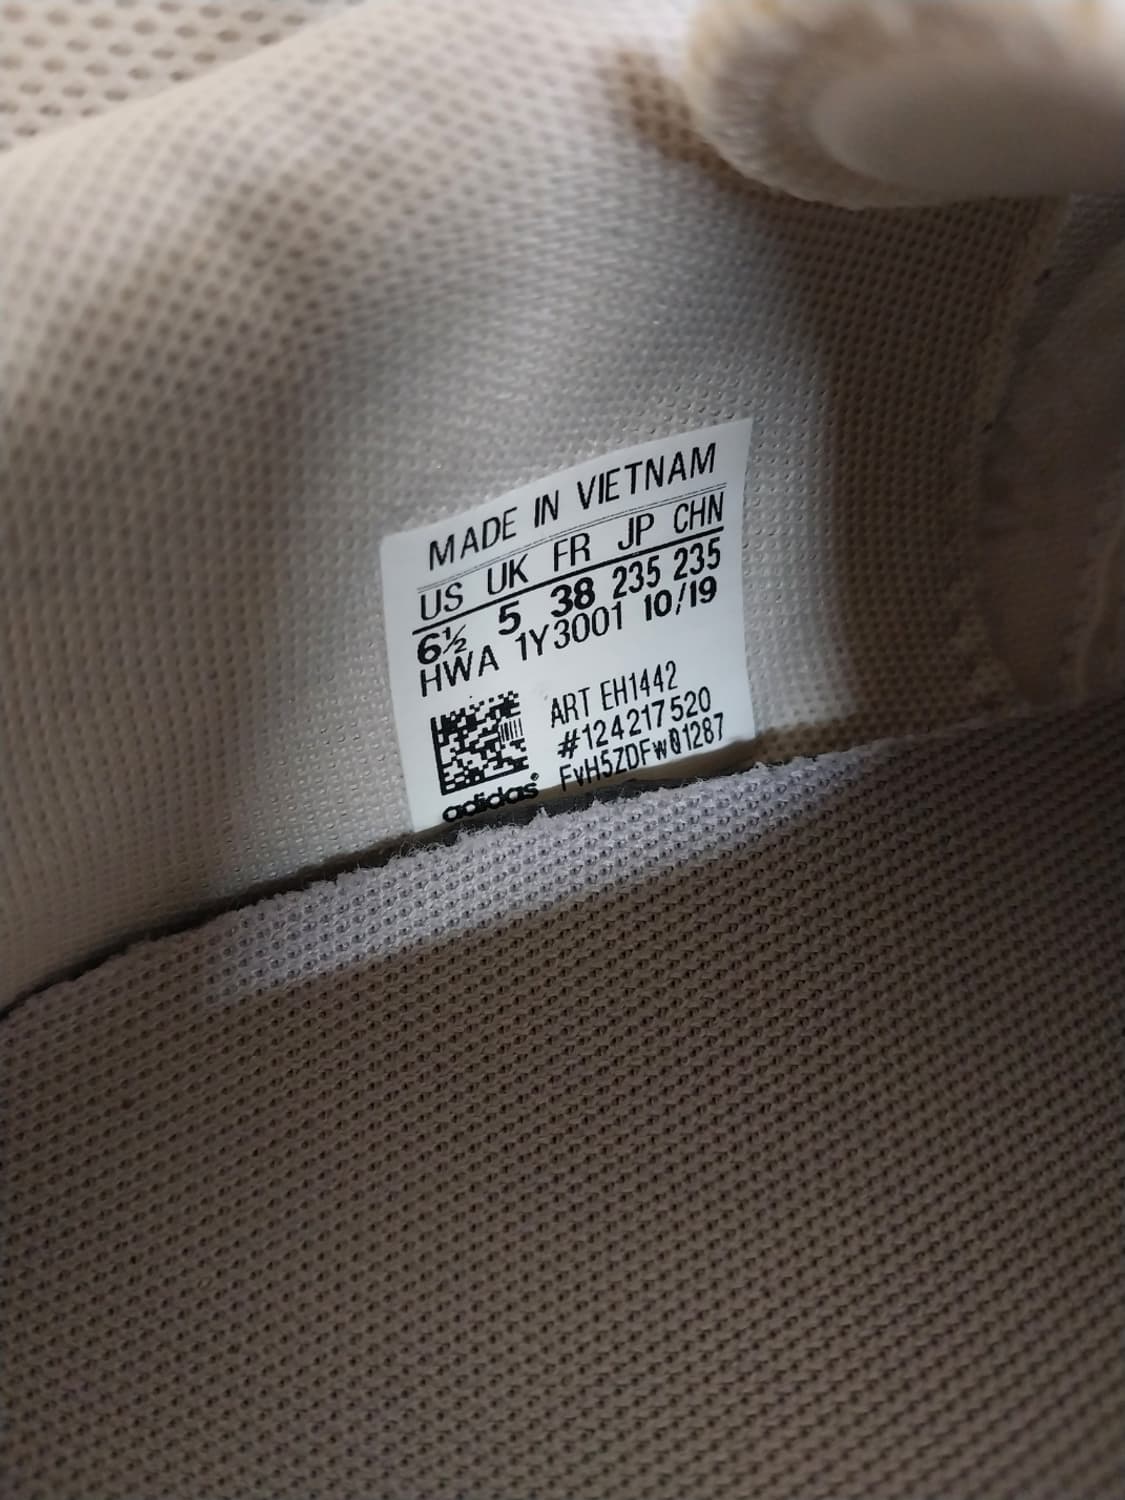 MADE IN VIETNAM
US UK FR JP CHN
6½ 5 38 235 235
HWA 1Y3001 10/19
ART EH1442
#124217520
FvH5ZDFw01287
adidas®